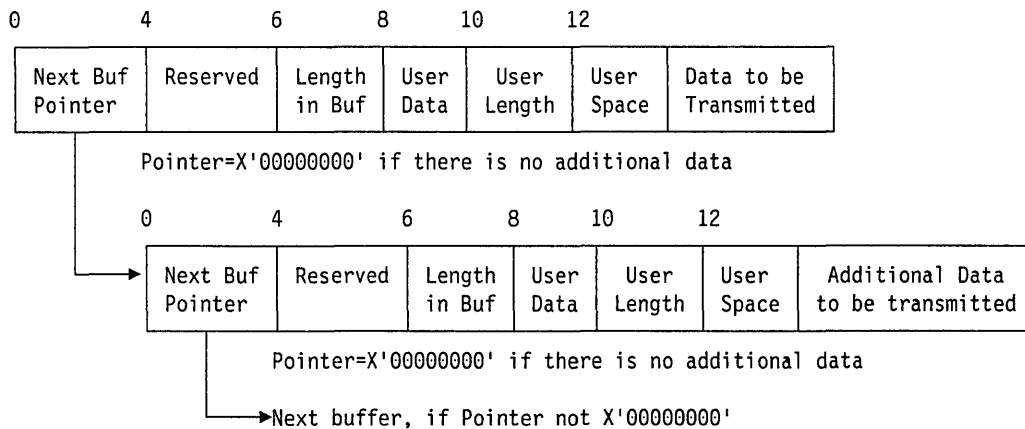 0 4 6 8 10 12
Next Buf Reserved Length User User User Data to be
Pointer in Buf Data Length Space Transmitted
Pointer=X'00000000' if there is no additional data
0 4 6 8 10 12
Next Buf Reserved Length User User User Additional Data
Pointer in Buf Data Length Space to be transmitted
Pointer=X'00000000' if there is no additional data
Next buffer, if Pointer not X'00000000'